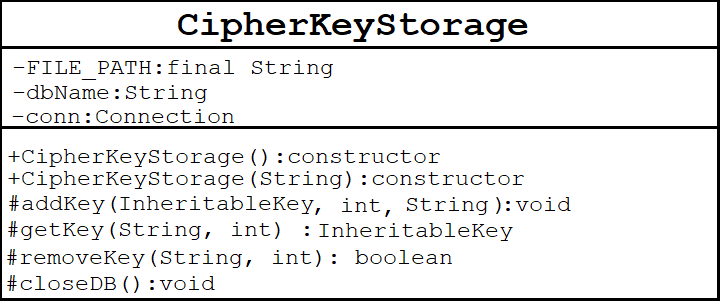 CipherKeyStorage
-FILE_PATH:final String
-dbName:String
-conn:Connection
+CipherKeyStorage():constructor
+CipherKeyStorage(String):constructor
#addKey(InheritableKey, int, String):void
#getKey(String, int) :InheritableKey
#removeKey(String, int): boolean
#closeDB():void